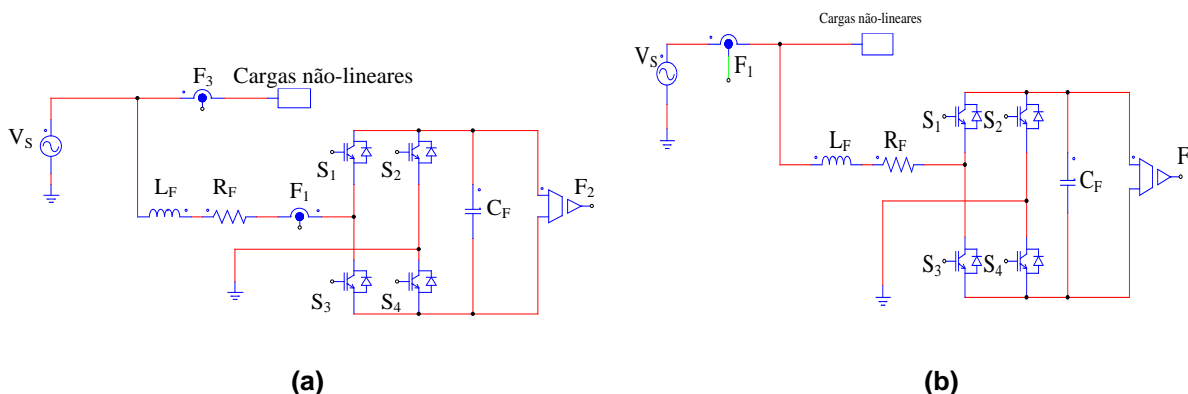 F3
Cargas não-lineares
VS
S1
S2
LF
RF
F1
CF
F2
S3
S4
(a)
Cargas não-lineares
VS
F1
S1
S2
LF
RF
CF
F
S3
S4
(b)